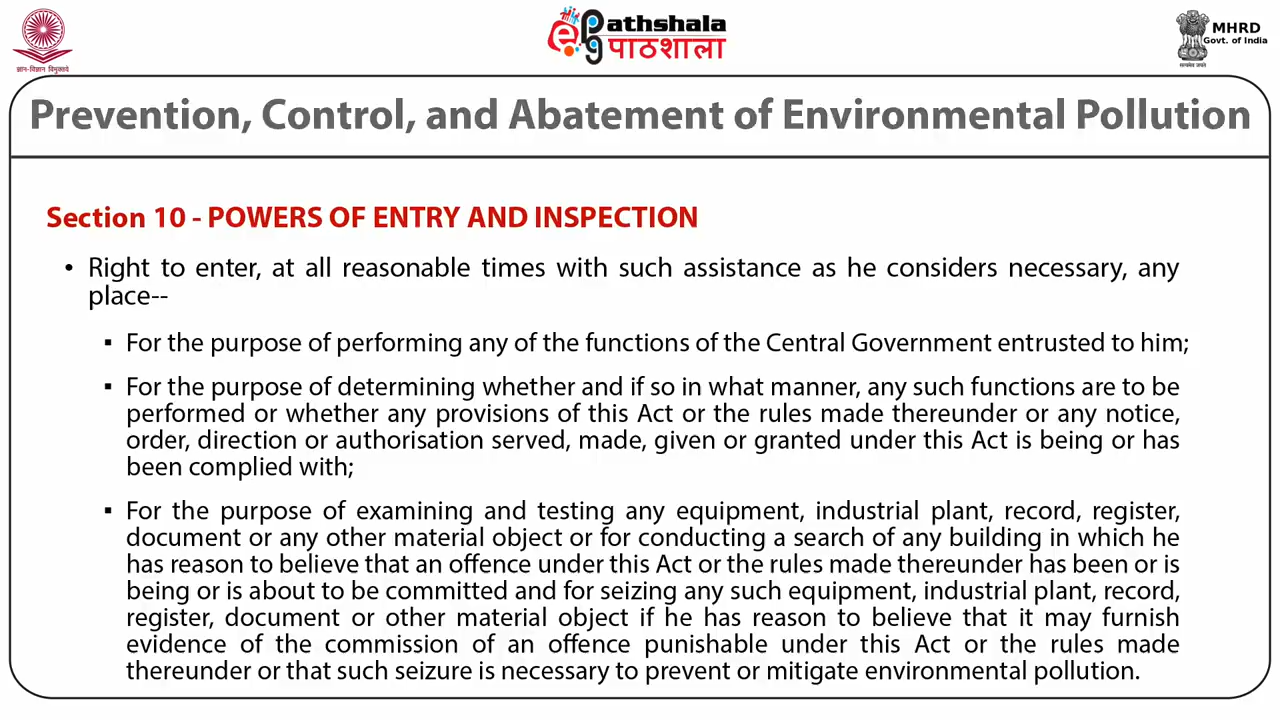 ज्ञान-विज्ञान विमुक्तये
ePathshala
पाठशाला
MHRD
Govt. of India
सत्यमेव जयते
Prevention, Control, and Abatement of Environmental Pollution
Section 10 - POWERS OF ENTRY AND INSPECTION
• Right to enter, at all reasonable times with such assistance as he considers necessary, any
place--
▪ For the purpose of performing any of the functions of the Central Government entrusted to him;
▪ For the purpose of determining whether and if so in what manner, any such functions are to be
performed or whether any provisions of this Act or the rules made thereunder or any notice,
order, direction or authorisation served, made, given or granted under this Act is being or has
been complied with;
▪ For the purpose of examining and testing any equipment, industrial plant, record, register,
document or any other material object or for conducting a search of any building in which he
has reason to believe that an offence under this Act or the rules made thereunder has been or is
being or is about to be committed and for seizing any such equipment, industrial plant, record,
register, document or other material object if he has reason to believe that it may furnish
evidence of the commission of an offence punishable under this Act or the rules made
thereunder or that such seizure is necessary to prevent or mitigate environmental pollution.